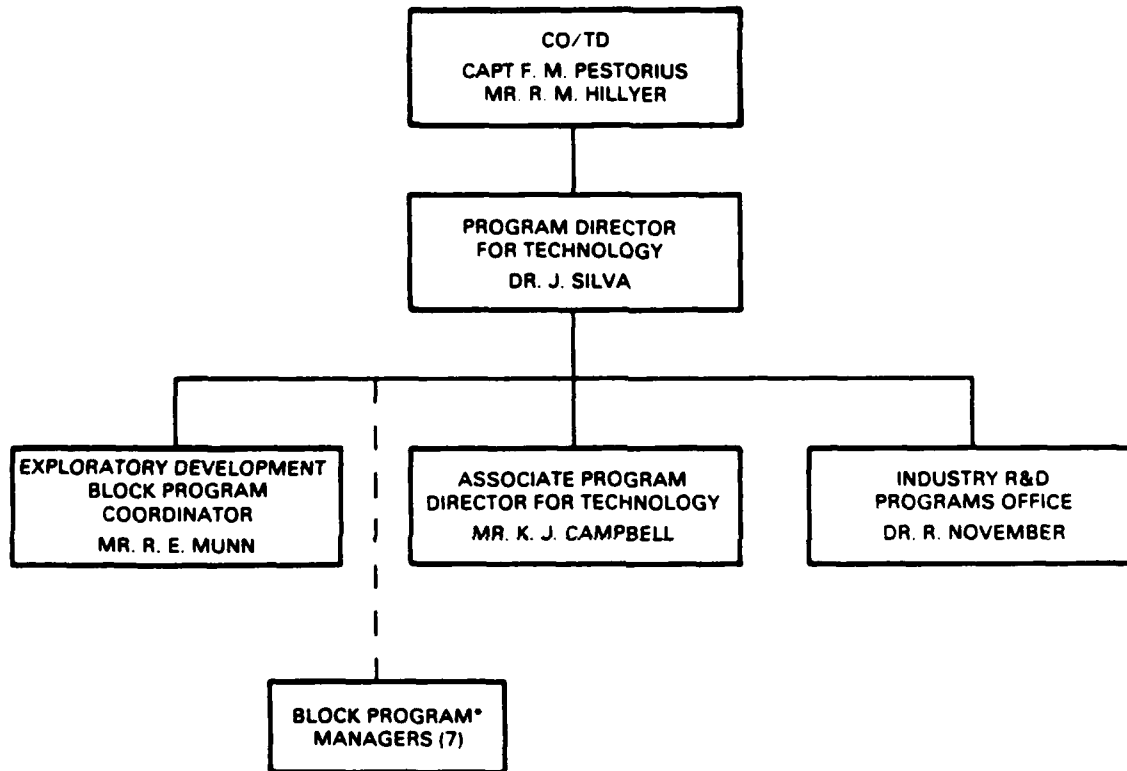 CO/TD
CAPT F. M. PESTORIUS
MR. R. M. HILLYER
PROGRAM DIRECTOR
FOR TECHNOLOGY
DR. J. SILVA
EXPLORATORY DEVELOPMENT
BLOCK PROGRAM
COORDINATOR
MR. R. E. MUNN
ASSOCIATE PROGRAM
DIRECTOR FOR TECHNOLOGY
MR. K. J. CAMPBELL
INDUSTRY R&D
PROGRAMS OFFICE
DR. R. NOVEMBER
BLOCK PROGRAM*
MANAGERS (7)